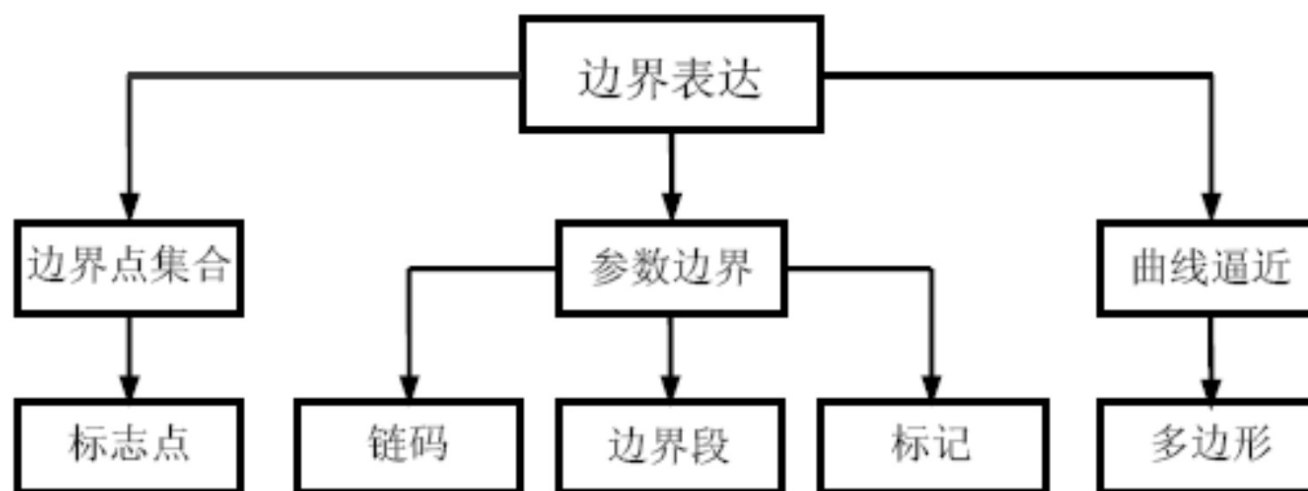 边界表达
边界点集合
参数边界
曲线逼近
标志点
链码
边界段
标记
多边形